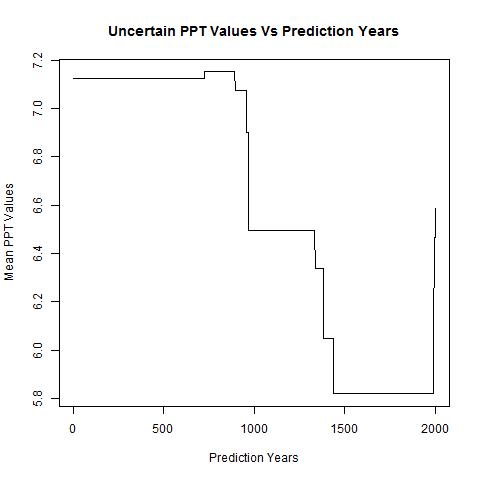 Uncertain PPT Values Vs Prediction Years
7.2
7.0
6.8
6.6
6.4
6.2
6.0
5.8
Mean PPT Values
0 500 1000 1500 2000
Prediction Years